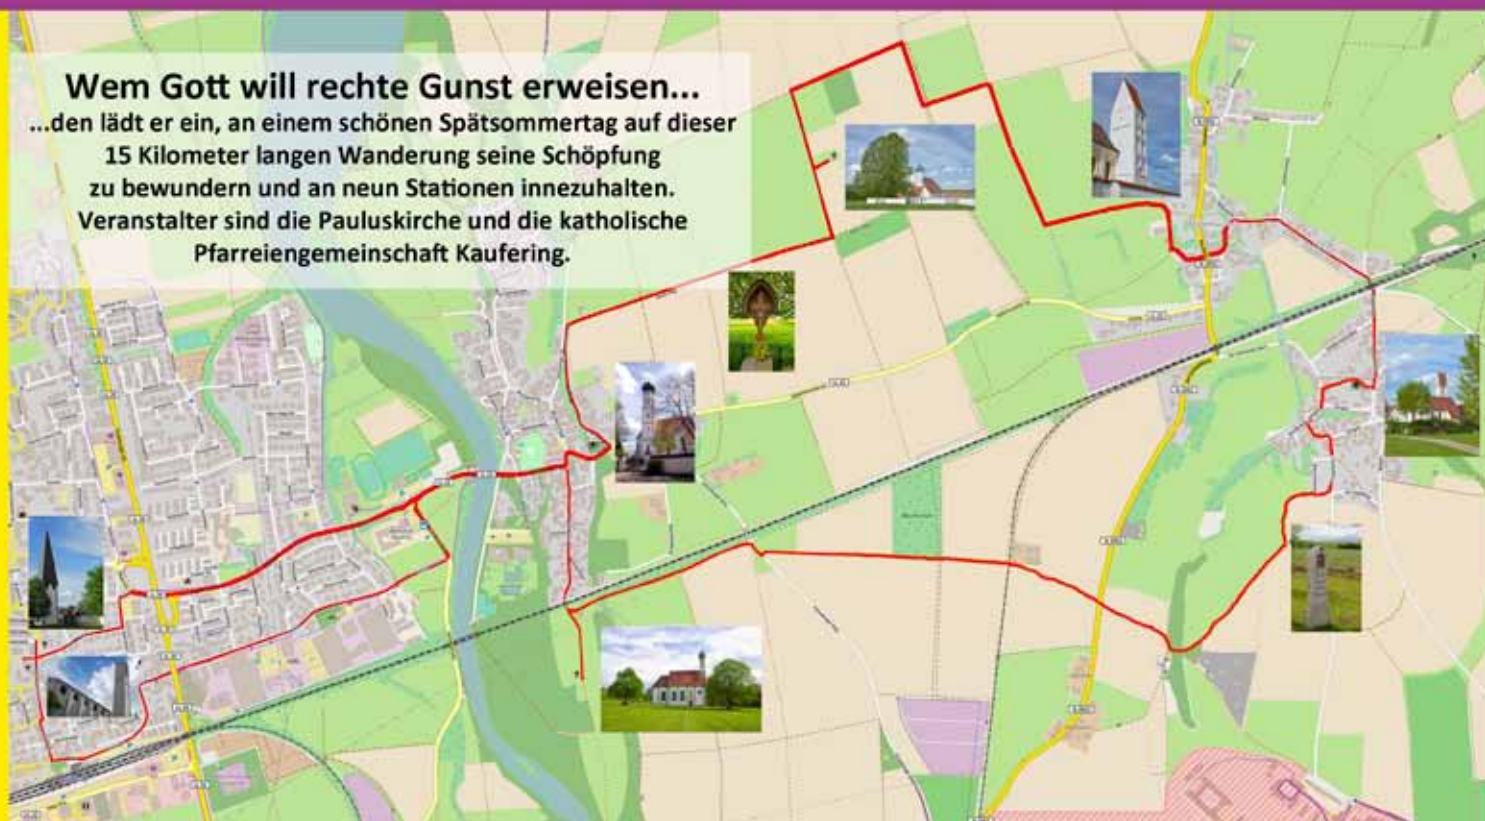 Wem Gott will rechte Gunst erweisen...
...den lädt er ein, an einem schönen Spätsommertag auf dieser
15 Kilometer langen Wanderung seine Schöpfung
zu bewundern und an neun Stationen innezuhalten.
Veranstalter sind die Pauluskirche und die katholische
Pfarreiengemeinschaft Kaufering.